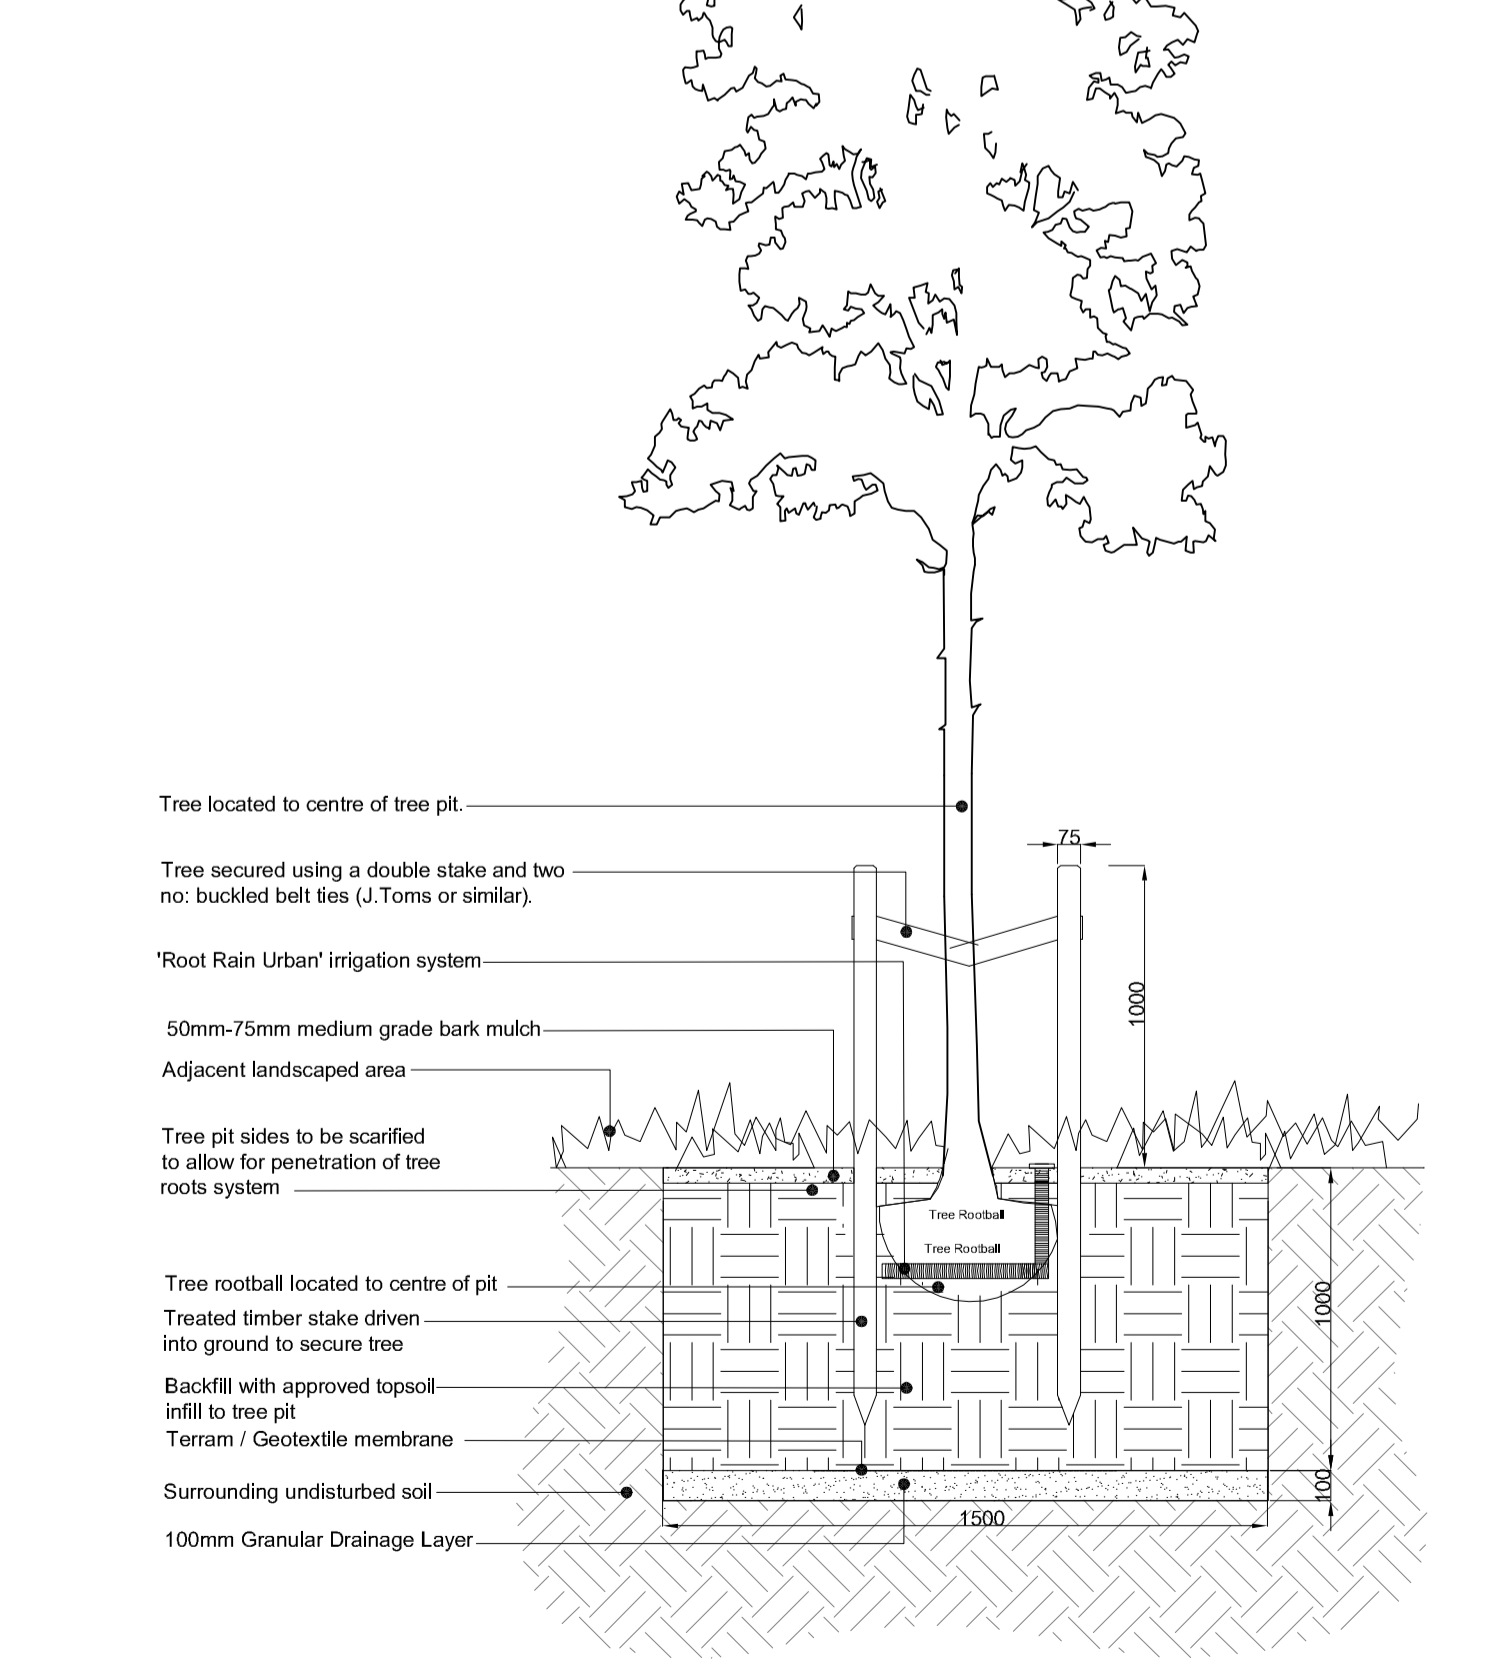 Tree located to centre of tree pit.
75
Tree secured using a double stake and two
no: buckled belt ties (J.Toms or similar).
'Root Rain Urban' irrigation system
1000
50mm-75mm medium grade bark mulch
Adjacent landscaped area
Tree pit sides to be scarified
to allow for penetration of tree
roots system
Tree Rootball
Tree Rootball
Tree rootball located to centre of pit
1000
Treated timber stake driven
into ground to secure tree
Backfill with approved topsoil
infill to tree pit
Terram / Geotextile membrane
100
Surrounding undisturbed soil
1500
100mm Granular Drainage Layer